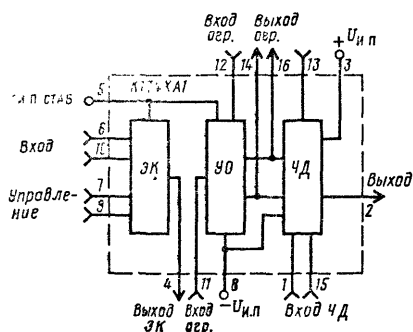 Вход
огр.
Выход
огр.
+Uи п
12 14 16 13 3
5
6
Вход
10
ЭК
УО
ЧД
Управле-
ние
7
9
Выход
2
4 11 8 1 15
Выход
ЭК
Вход
огр.
−Uи.п
Вход ЧД